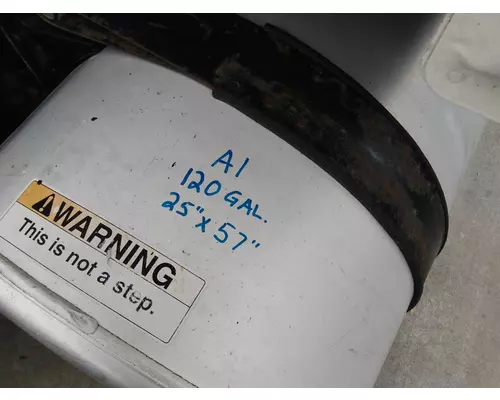 A1
120 GAL.
25" x 57"
WARNING
This is not a step.